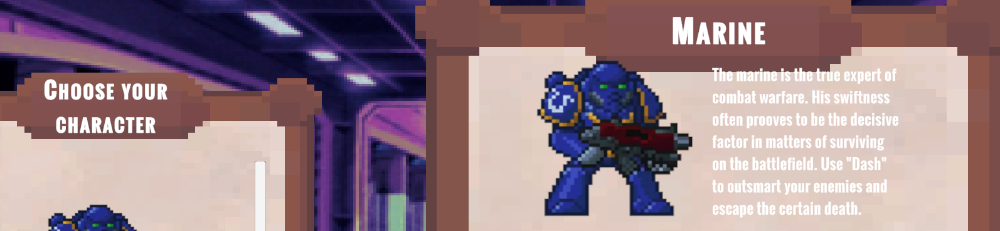 Choose your
character
Marine
The marine is the true expert of
combat warfare. His swiftness
often prooves to be the decisive
factor in matters of surviving
on the battlefield. Use "Dash"
to outsmart your enemies and
escape the certain death.